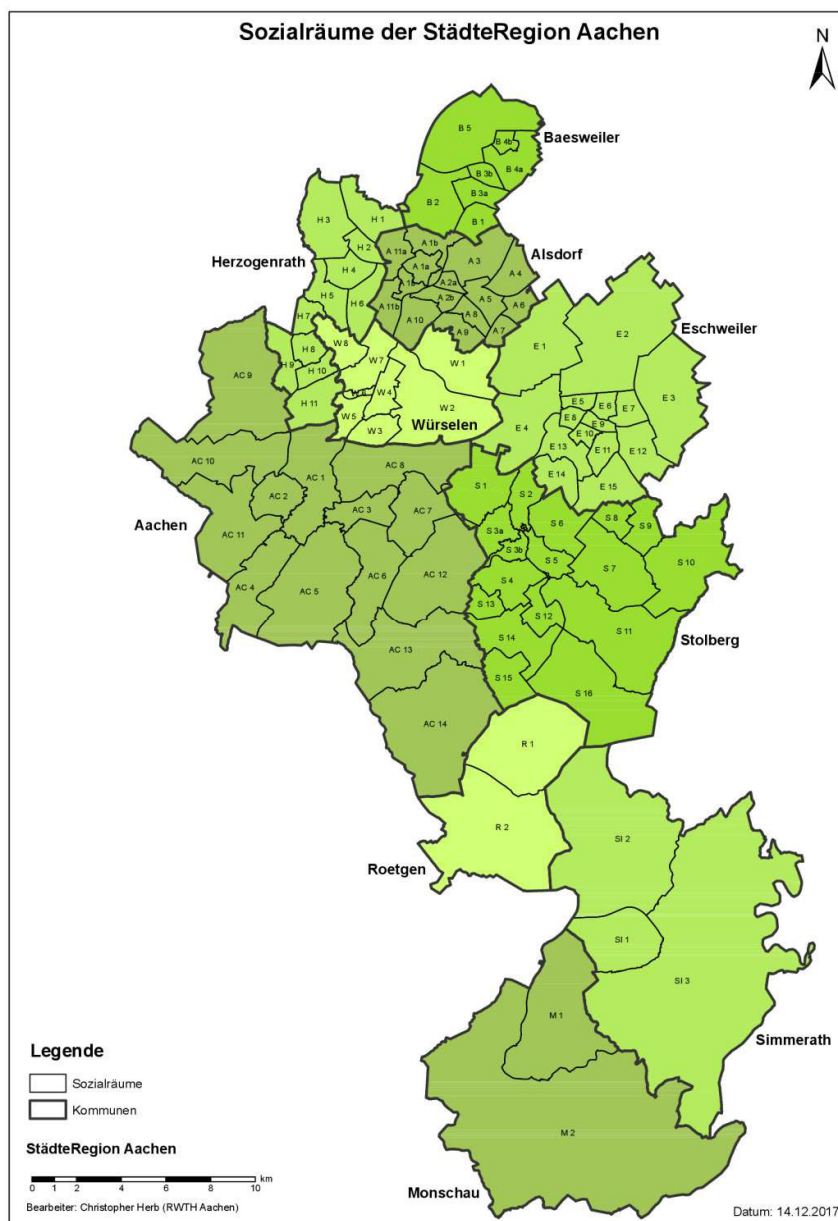 Sozialräume der StädteRegion Aachen
N
B 5
Baesweiler
B 4b
B 4a
B 3b
B 3a
B 2
B 1
H 3
H 1
H 2
Herzogenrath
H 4
H 5
H 6
H 7
H 8
H 9
H 10
H 11
A 1b
A 11a
A 1a
A 3
Alsdorf
A 4
A 2a
A 2b
A 5
A 6
A 11b
A 10
A 8
A 9
A 7
E 1
E 2
Eschweiler
E 3
E 5
E 6
E 7
E 8
E 9
E 4
E 10
E 13
E 11
E 12
E 14
E 15
W 8
W 7
W 1
W 6
W 4
W 2
W 5
W 3
Würselen
AC 9
AC 10
AC 1
AC 8
AC 2
AC 3
AC 7
Aachen
AC 11
AC 6
AC 12
AC 4
AC 5
AC 13
AC 14
S 1
S 2
S 3a
S 6
S 8
S 9
S 3b
S 5
S 7
S 10
S 4
S 13
S 12
S 11
S 14
Stolberg
S 15
S 16
R 1
R 2
Roetgen
SI 2
SI 1
SI 3
Simmerath
M 1
M 2
Monschau
Legende
Sozialräume
Kommunen
StädteRegion Aachen
km
0 1 2 4 6 8 10
Bearbeiter: Christopher Herb (RWTH Aachen)
Datum: 14.12.2017